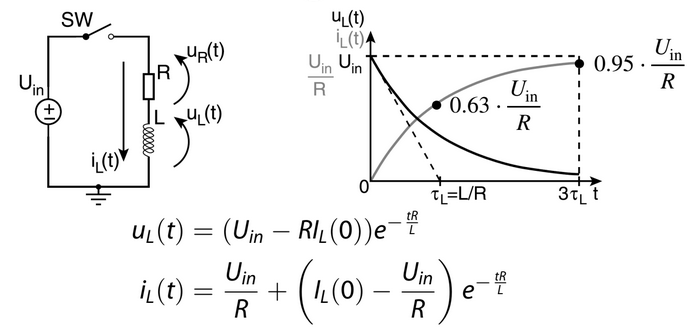 SW
U_in
±
R
u_R(t)
L
u_L(t)
i_L(t)
u_L(t)
i_L(t)
U_in/R
U_in
0.63 · U_in/R
0.95 · U_in/R
0
τ_L=L/R
3τ_L
t
u_L(t) = (U_in − RI_L(0))e^{−tR/L}
i_L(t) = U_in/R + (I_L(0) − U_in/R) e^{−tR/L}